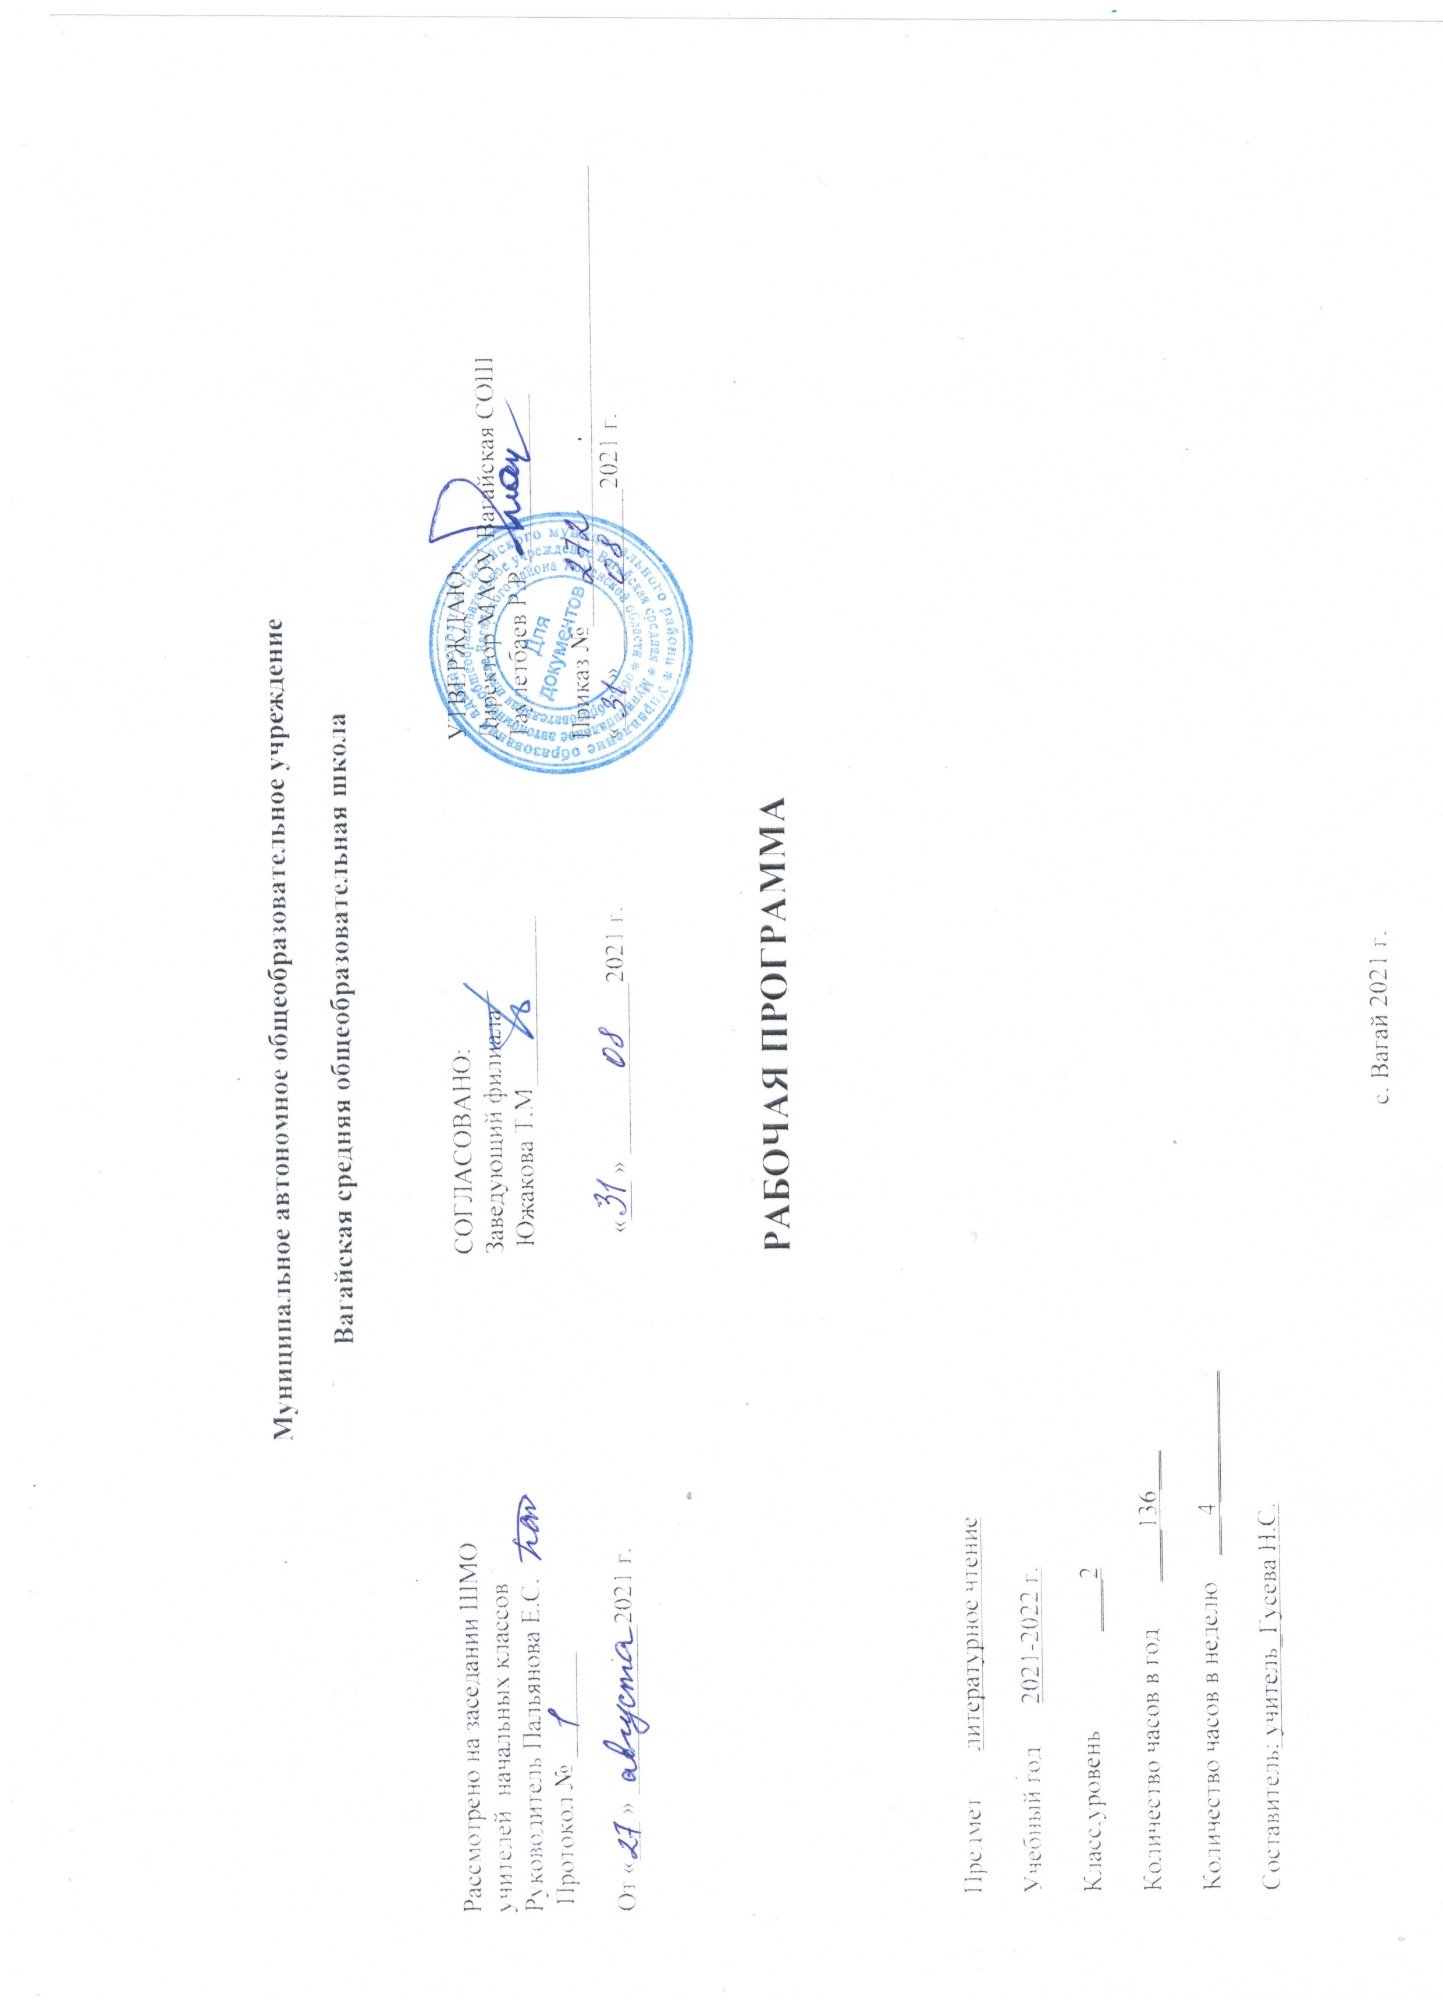 Муниципальное автономное общеобразовательное учреждение
Вагайская средняя общеобразовательная школа
Рассмотрено на заседании ШМО
учителей начальных классов
Руководитель Пальянова Е.С.
Протокол № 1
От «27» августа 2021 г.
СОГЛАСОВАНО:
Заведующий филиала
Южакова Т.М
«31» 08 2021 г.
УТВЕРЖДАЮ:
Директор МАОУ Вагайская СОШ
Таулетбаев Р.Р.
Приказ № 272
«31» 08 2021 г.
Для
документов
РАБОЧАЯ ПРОГРАММА
Предмет литературное чтение
Учебный год 2021-2022 г.
Класс,уровень 2
Количество часов в год 136
Количество часов в неделю 4
Составитель: учитель Гусева Н.С.
с. Вагай 2021 г.